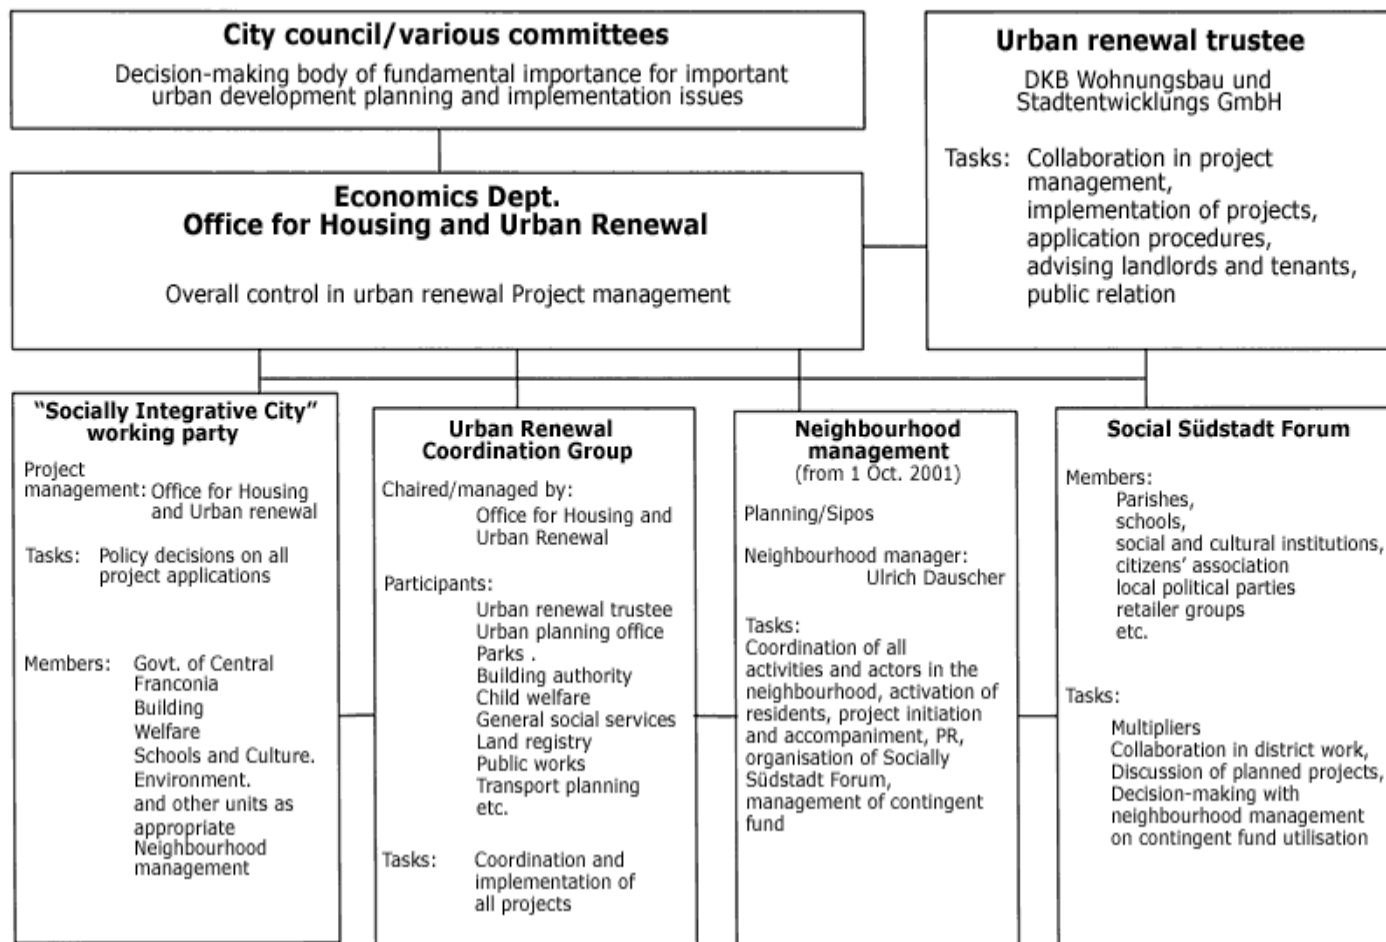 City council/various committees
Decision-making body of fundamental importance for important
urban development planning and implementation issues
Urban renewal trustee
DKB Wohnungsbau und
Stadtentwicklungs GmbH
Tasks: Collaboration in project
management,
implementation of projects,
application procedures,
advising landlords and tenants,
public relation
Economics Dept.
Office for Housing and Urban Renewal
Overall control in urban renewal Project management
"Socially Integrative City"
working party
Project
management: Office for Housing
and Urban renewal
Tasks: Policy decisions on all
project applications
Members: Govt. of Central
Franconia
Building
Welfare
Schools and Culture.
Environment.
and other units as
appropriate
Neighbourhood
management
Urban Renewal
Coordination Group
Chaired/managed by:
Office for Housing and
Urban Renewal
Participants:
Urban renewal trustee
Urban planning office
Parks .
Building authority
Child welfare
General social services
Land registry
Public works
Transport planning
etc.
Tasks: Coordination and
implementation of
all projects
Neighbourhood
management
(from 1 Oct. 2001)
Planning/Sipos
Neighbourhood manager:
Ulrich Dauscher
Tasks:
Coordination of all
activities and actors in the
neighbourhood, activation of
residents, project initiation
and accompaniment, PR,
organisation of Socially
Südstadt Forum,
management of contingent
fund
Social Südstadt Forum
Members:
Parishes,
schools,
social and cultural institutions,
citizens' association
local political parties
retailer groups
etc.
Tasks:
Multipliers
Collaboration in district work,
Discussion of planned projects,
Decision-making with
neighbourhood management
on contingent fund utilisation